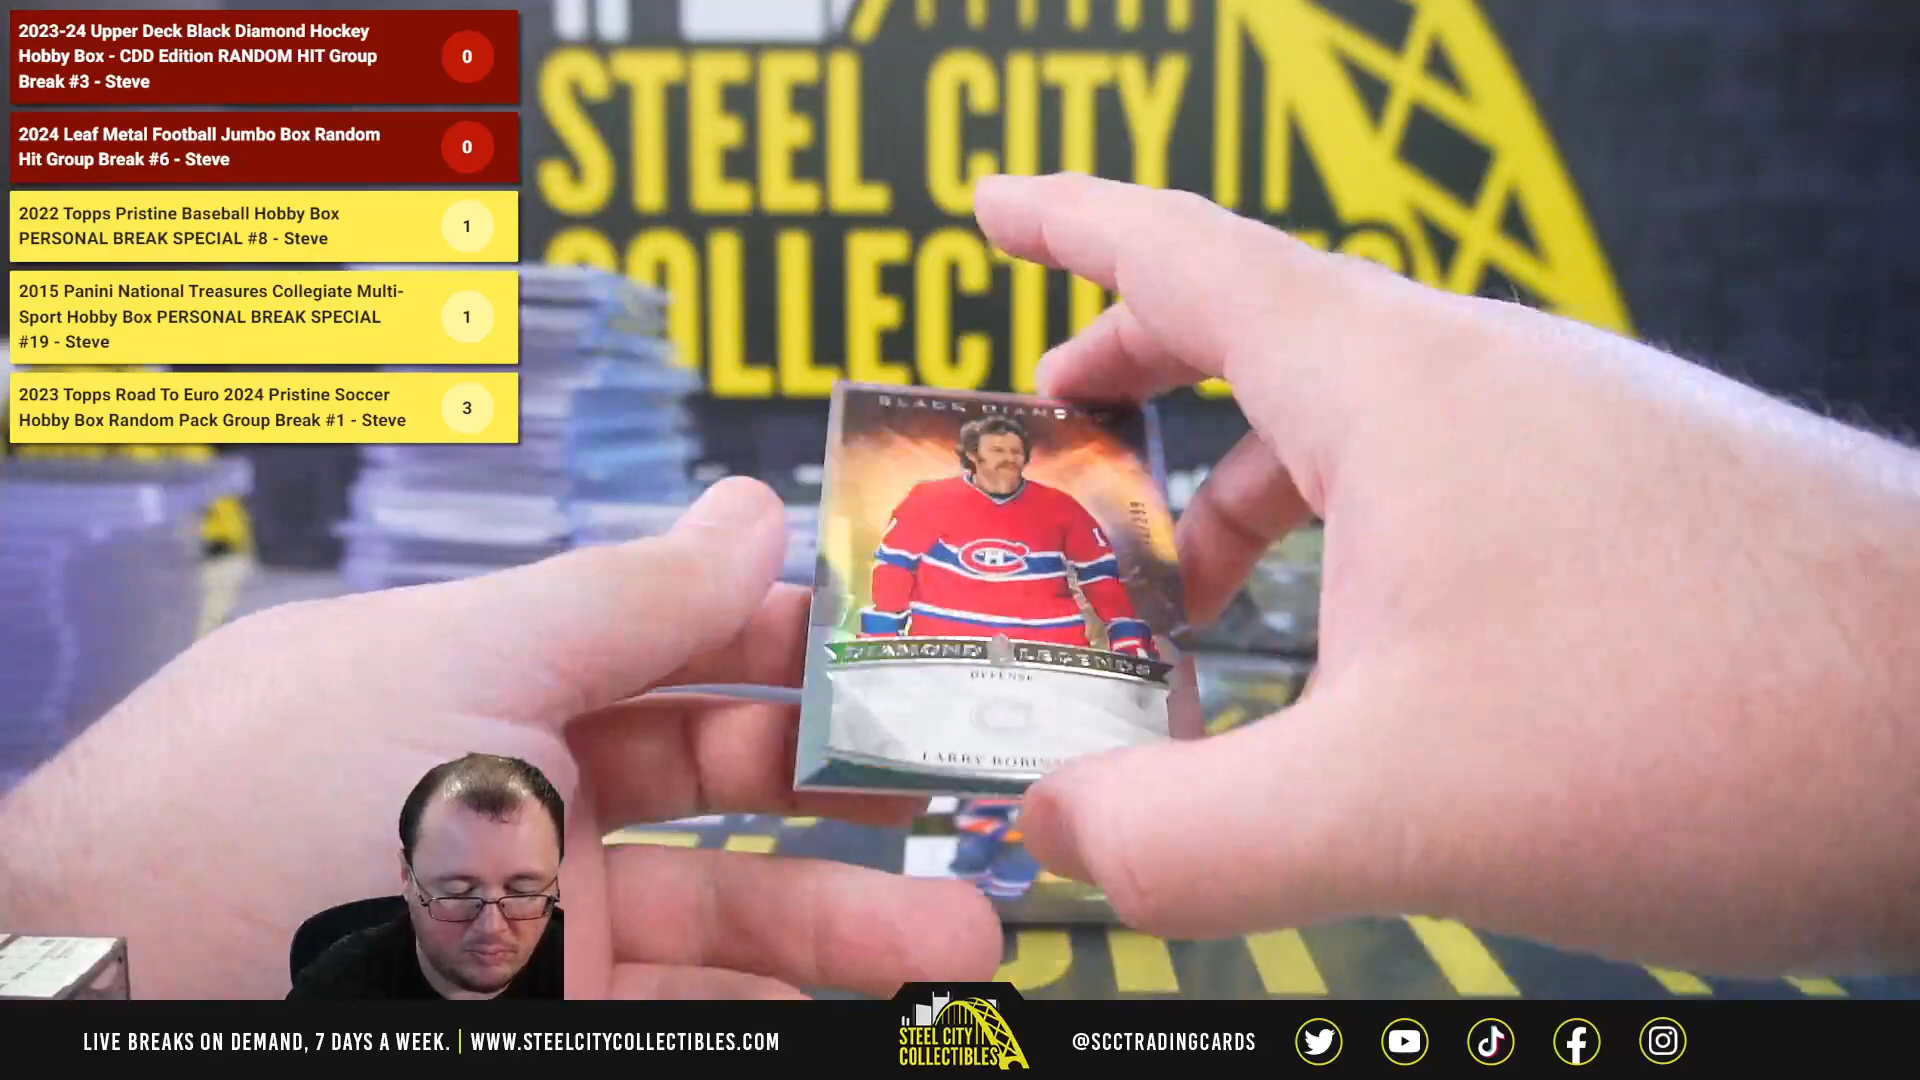 2023-24 Upper Deck Black Diamond Hockey
Hobby Box - CDD Edition RANDOM HIT Group
Break #3 - Steve
0
2024 Leaf Metal Football Jumbo Box Random
Hit Group Break #6 - Steve
0
2022 Topps Pristine Baseball Hobby Box
PERSONAL BREAK SPECIAL #8 - Steve
1
2015 Panini National Treasures Collegiate Multi-
Sport Hobby Box PERSONAL BREAK SPECIAL
#19 - Steve
1
2023 Topps Road To Euro 2024 Pristine Soccer
Hobby Box Random Pack Group Break #1 - Steve
3
STEEL CITY
BLACK
DIAMOND LEGENDS
DEFENSE
LARRY
LIVE BREAKS ON DEMAND, 7 DAYS A WEEK. | WWW.STEELCITYCOLLECTIBLES.COM
STEEL CITY
COLLECTIBLES
@SCCTRADINGCARDS